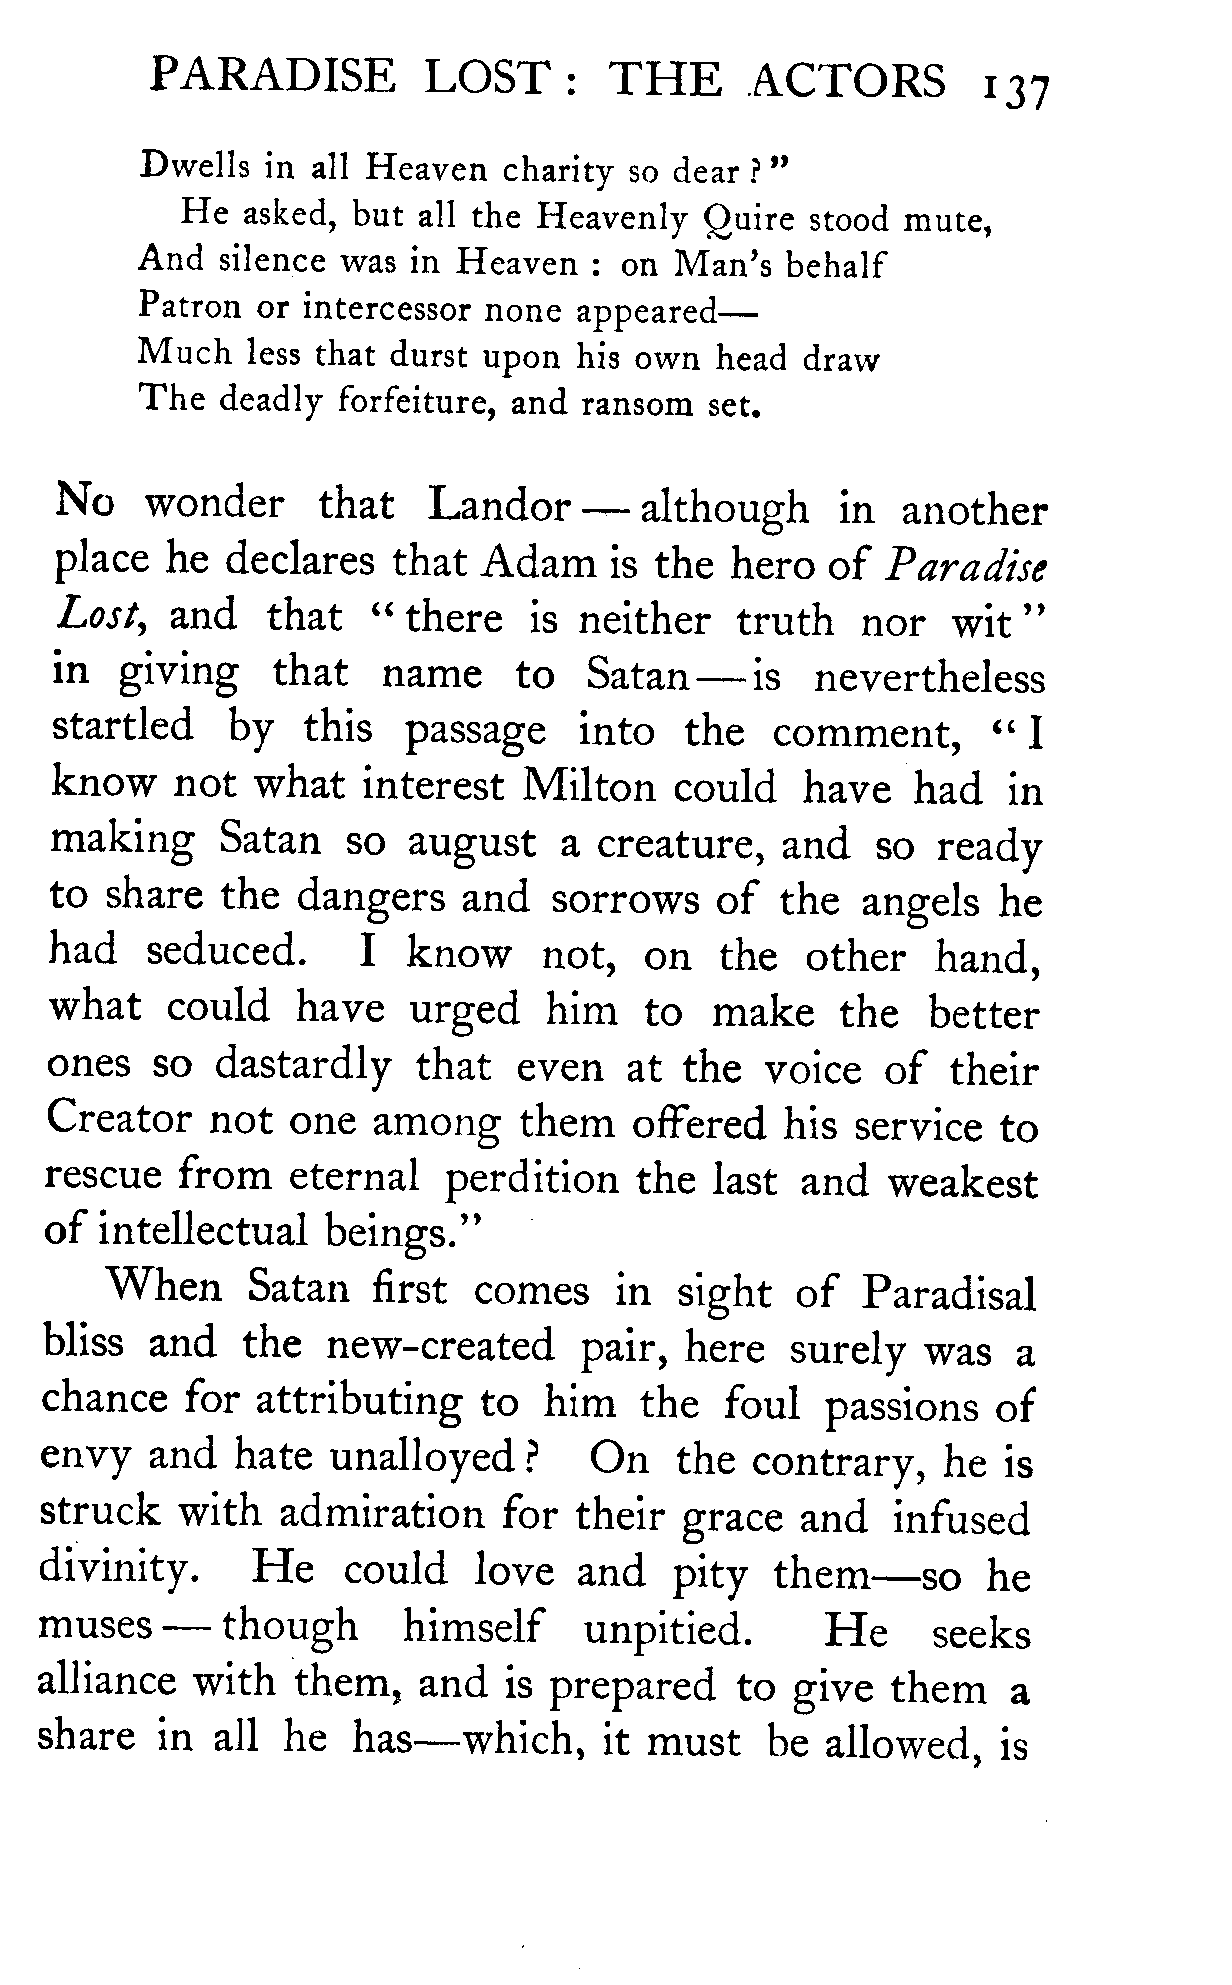 PARADISE LOST : THE ACTORS 137
Dwells in all Heaven charity so dear ? "
He asked, but all the Heavenly Quire stood mute,
And silence was in Heaven : on Man's behalf
Patron or intercessor none appeared—
Much less that durst upon his own head draw
The deadly forfeiture, and ransom set.
No wonder that Landor — although in another
place he declares that Adam is the hero of Paradise
Lost, and that " there is neither truth nor wit "
in giving that name to Satan—is nevertheless
startled by this passage into the comment, " I
know not what interest Milton could have had in
making Satan so august a creature, and so ready
to share the dangers and sorrows of the angels he
had seduced. I know not, on the other hand,
what could have urged him to make the better
ones so dastardly that even at the voice of their
Creator not one among them offered his service to
rescue from eternal perdition the last and weakest
of intellectual beings."
When Satan first comes in sight of Paradisal
bliss and the new-created pair, here surely was a
chance for attributing to him the foul passions of
envy and hate unalloyed ? On the contrary, he is
struck with admiration for their grace and infused
divinity. He could love and pity them—so he
muses — though himself unpitied. He seeks
alliance with them, and is prepared to give them a
share in all he has—which, it must be allowed, is